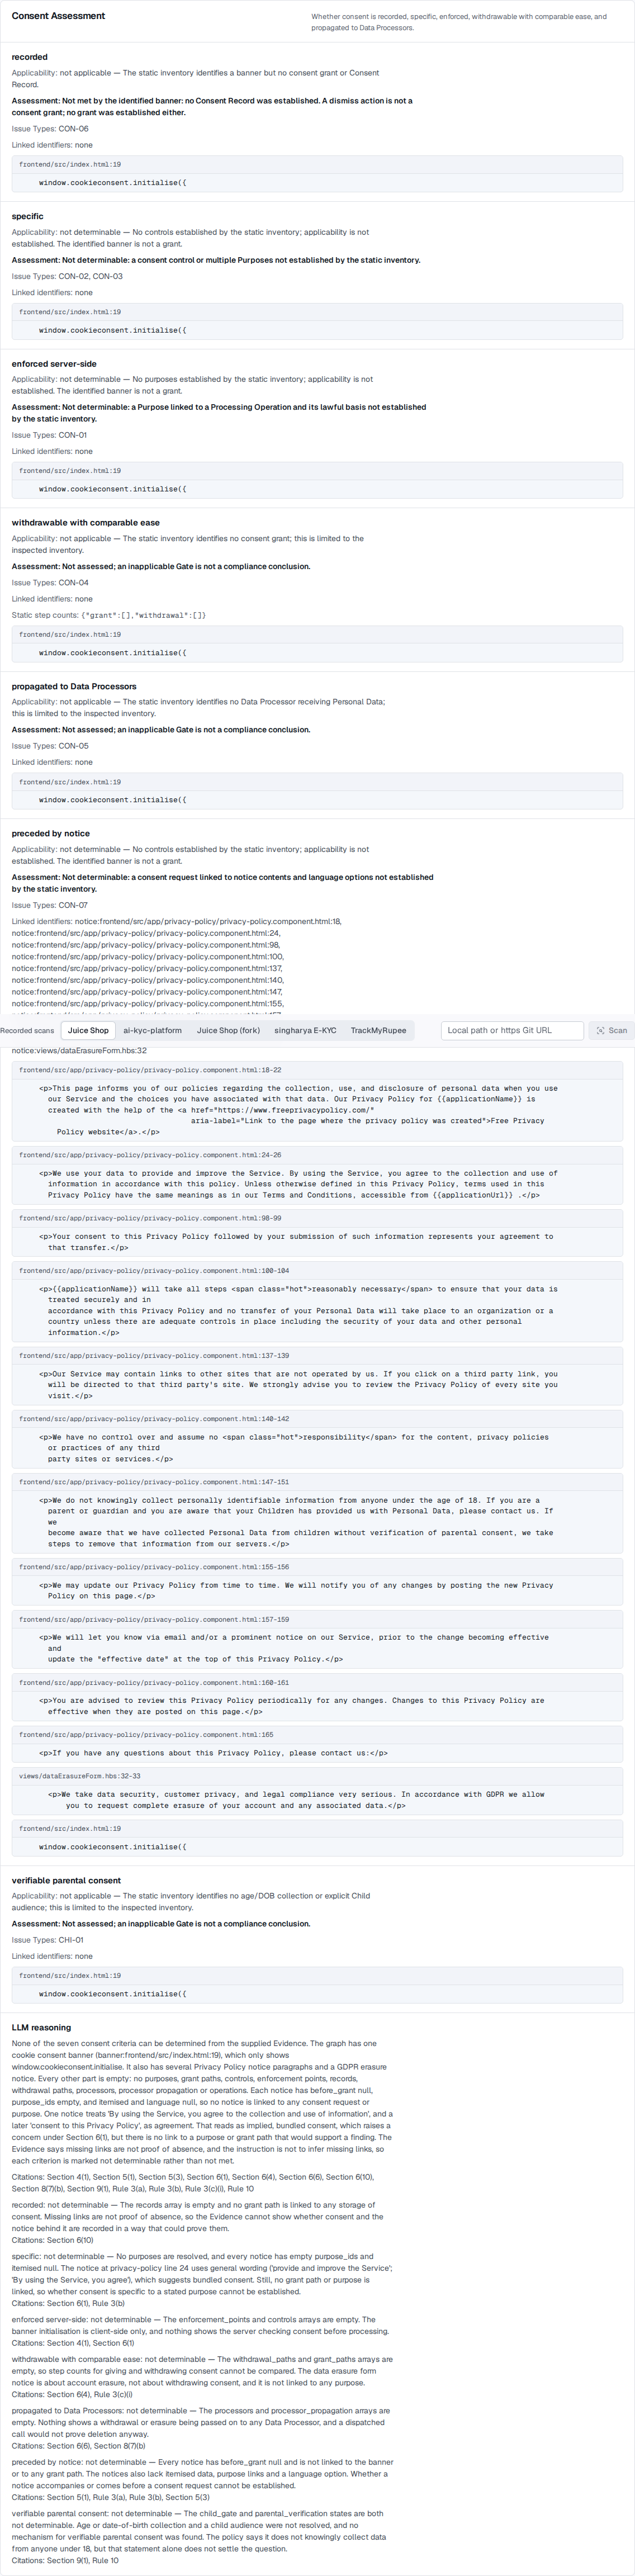 Consent Assessment
Whether consent is recorded, specific, enforced, withdrawable with comparable ease, and
propagated to Data Processors.
recorded
Applicability: not applicable — The static inventory identifies a banner but no consent grant or Consent
Record.
Assessment: Not met by the identified banner: no Consent Record was established. A dismiss action is not a
consent grant; no grant was established either.
Issue Types: CON-06
Linked identifiers: none
frontend/src/index.html:19
window.cookieconsent.initialise({
specific
Applicability: not determinable — No controls established by the static inventory; applicability is not
established. The identified banner is not a grant.
Assessment: Not determinable: a consent control or multiple Purposes not established by the static inventory.
Issue Types: CON-02, CON-03
Linked identifiers: none
frontend/src/index.html:19
window.cookieconsent.initialise({
enforced server-side
Applicability: not determinable — No purposes established by the static inventory; applicability is not
established. The identified banner is not a grant.
Assessment: Not determinable: a Purpose linked to a Processing Operation and its lawful basis not established
by the static inventory.
Issue Types: CON-01
Linked identifiers: none
frontend/src/index.html:19
window.cookieconsent.initialise({
withdrawable with comparable ease
Applicability: not applicable — The static inventory identifies no consent grant; this is limited to the
inspected inventory.
Assessment: Not assessed; an inapplicable Gate is not a compliance conclusion.
Issue Types: CON-04
Linked identifiers: none
Static step counts: {"grant":[],"withdrawal":[]}
frontend/src/index.html:19
window.cookieconsent.initialise({
propagated to Data Processors
Applicability: not applicable — The static inventory identifies no Data Processor receiving Personal Data;
this is limited to the inspected inventory.
Assessment: Not assessed; an inapplicable Gate is not a compliance conclusion.
Issue Types: CON-05
Linked identifiers: none
frontend/src/index.html:19
window.cookieconsent.initialise({
preceded by notice
Applicability: not determinable — No controls established by the static inventory; applicability is not
established. The identified banner is not a grant.
Assessment: Not determinable: a consent request linked to notice contents and language options not established
by the static inventory.
Issue Types: CON-07
Linked identifiers: notice:frontend/src/app/privacy-policy/privacy-policy.component.html:18,
notice:frontend/src/app/privacy-policy/privacy-policy.component.html:24,
notice:frontend/src/app/privacy-policy/privacy-policy.component.html:98,
notice:frontend/src/app/privacy-policy/privacy-policy.component.html:100,
notice:frontend/src/app/privacy-policy/privacy-policy.component.html:137,
notice:frontend/src/app/privacy-policy/privacy-policy.component.html:140,
notice:frontend/src/app/privacy-policy/privacy-policy.component.html:147,
notice:frontend/src/app/privacy-policy/privacy-policy.component.html:155,
Recorded scans Juice Shop ai-kyc-platform Juice Shop (fork) singharya E-KYC TrackMyRupee Local path or https Git URL Scan
notice:views/dataErasureForm.hbs:32
frontend/src/app/privacy-policy/privacy-policy.component.html:18-22
<p>This page informs you of our policies regarding the collection, use, and disclosure of personal data when you use
our Service and the choices you have associated with that data. Our Privacy Policy for {{applicationName}} is
created with the help of the <a href="https://www.freeprivacypolicy.com/"
aria-label="Link to the page where the privacy policy was created">Free Privacy
Policy website</a>.</p>
frontend/src/app/privacy-policy/privacy-policy.component.html:24-26
<p>We use your data to provide and improve the Service. By using the Service, you agree to the collection and use of
information in accordance with this policy. Unless otherwise defined in this Privacy Policy, terms used in this
Privacy Policy have the same meanings as in our Terms and Conditions, accessible from {{applicationUrl}} .</p>
frontend/src/app/privacy-policy/privacy-policy.component.html:98-99
<p>Your consent to this Privacy Policy followed by your submission of such information represents your agreement to
that transfer.</p>
frontend/src/app/privacy-policy/privacy-policy.component.html:100-104
<p>{{applicationName}} will take all steps <span class="hot">reasonably necessary</span> to ensure that your data is
treated securely and in
accordance with this Privacy Policy and no transfer of your Personal Data will take place to an organization or a
country unless there are adequate controls in place including the security of your data and other personal
information.</p>
frontend/src/app/privacy-policy/privacy-policy.component.html:137-139
<p>Our Service may contain links to other sites that are not operated by us. If you click on a third party link, you
will be directed to that third party's site. We strongly advise you to review the Privacy Policy of every site you
visit.</p>
frontend/src/app/privacy-policy/privacy-policy.component.html:140-142
<p>We have no control over and assume no <span class="hot">responsibility</span> for the content, privacy policies
or practices of any third
party sites or services.</p>
frontend/src/app/privacy-policy/privacy-policy.component.html:147-151
<p>We do not knowingly collect personally identifiable information from anyone under the age of 18. If you are a
parent or guardian and you are aware that your Children has provided us with Personal Data, please contact us. If
we
become aware that we have collected Personal Data from children without verification of parental consent, we take
steps to remove that information from our servers.</p>
frontend/src/app/privacy-policy/privacy-policy.component.html:155-156
<p>We may update our Privacy Policy from time to time. We will notify you of any changes by posting the new Privacy
Policy on this page.</p>
frontend/src/app/privacy-policy/privacy-policy.component.html:157-159
<p>We will let you know via email and/or a prominent notice on our Service, prior to the change becoming effective
and
update the "effective date" at the top of this Privacy Policy.</p>
frontend/src/app/privacy-policy/privacy-policy.component.html:160-161
<p>You are advised to review this Privacy Policy periodically for any changes. Changes to this Privacy Policy are
effective when they are posted on this page.</p>
frontend/src/app/privacy-policy/privacy-policy.component.html:165
<p>If you have any questions about this Privacy Policy, please contact us:</p>
views/dataErasureForm.hbs:32-33
<p>We take data security, customer privacy, and legal compliance very serious. In accordance with GDPR we allow
you to request complete erasure of your account and any associated data.</p>
frontend/src/index.html:19
window.cookieconsent.initialise({
verifiable parental consent
Applicability: not applicable — The static inventory identifies no age/DOB collection or explicit Child
audience; this is limited to the inspected inventory.
Assessment: Not assessed; an inapplicable Gate is not a compliance conclusion.
Issue Types: CHI-01
Linked identifiers: none
frontend/src/index.html:19
window.cookieconsent.initialise({
LLM reasoning
None of the seven consent criteria can be determined from the supplied Evidence. The graph has one
cookie consent banner (banner:frontend/src/index.html:19), which only shows
window.cookieconsent.initialise. It also has several Privacy Policy notice paragraphs and a GDPR erasure
notice. Every other part is empty: no purposes, grant paths, controls, enforcement points, records,
withdrawal paths, processors, processor propagation or operations. Each notice has before_grant null,
purpose_ids empty, and itemised and language null, so no notice is linked to any consent request or
purpose. One notice treats 'By using the Service, you agree to the collection and use of information', and a
later 'consent to this Privacy Policy', as agreement. That reads as implied, bundled consent, which raises a
concern under Section 6(1), but there is no link to a purpose or grant path that would support a finding. The
Evidence says missing links are not proof of absence, and the instruction is not to infer missing links, so
each criterion is marked not determinable rather than not met.
Citations: Section 4(1), Section 5(1), Section 5(3), Section 6(1), Section 6(4), Section 6(6), Section 6(10),
Section 8(7)(b), Section 9(1), Rule 3(a), Rule 3(b), Rule 3(c)(i), Rule 10
recorded: not determinable — The records array is empty and no grant path is linked to any storage of
consent. Missing links are not proof of absence, so the Evidence cannot show whether consent and the
notice behind it are recorded in a way that could prove them.
Citations: Section 6(10)
specific: not determinable — No purposes are resolved, and every notice has empty purpose_ids and
itemised null. The notice at privacy-policy line 24 uses general wording ('provide and improve the Service';
'By using the Service, you agree'), which suggests bundled consent. Still, no grant path or purpose is
linked, so whether consent is specific to a stated purpose cannot be established.
Citations: Section 6(1), Rule 3(b)
enforced server-side: not determinable — The enforcement_points and controls arrays are empty. The
banner initialisation is client-side only, and nothing shows the server checking consent before processing.
Citations: Section 4(1), Section 6(1)
withdrawable with comparable ease: not determinable — The withdrawal_paths and grant_paths arrays are
empty, so step counts for giving and withdrawing consent cannot be compared. The data erasure form
notice is about account erasure, not about withdrawing consent, and it is not linked to any purpose.
Citations: Section 6(4), Rule 3(c)(i)
propagated to Data Processors: not determinable — The processors and processor_propagation arrays are
empty. Nothing shows a withdrawal or erasure being passed on to any Data Processor, and a dispatched
call would not prove deletion anyway.
Citations: Section 6(6), Section 8(7)(b)
preceded by notice: not determinable — Every notice has before_grant null and is not linked to the banner
or to any grant path. The notices also lack itemised data, purpose links and a language option. Whether a
notice accompanies or comes before a consent request cannot be established.
Citations: Section 5(1), Rule 3(a), Rule 3(b), Section 5(3)
verifiable parental consent: not determinable — The child_gate and parental_verification states are both
not determinable. Age or date-of-birth collection and a child audience were not resolved, and no
mechanism for verifiable parental consent was found. The policy says it does not knowingly collect data
from anyone under 18, but that statement alone does not settle the question.
Citations: Section 9(1), Rule 10